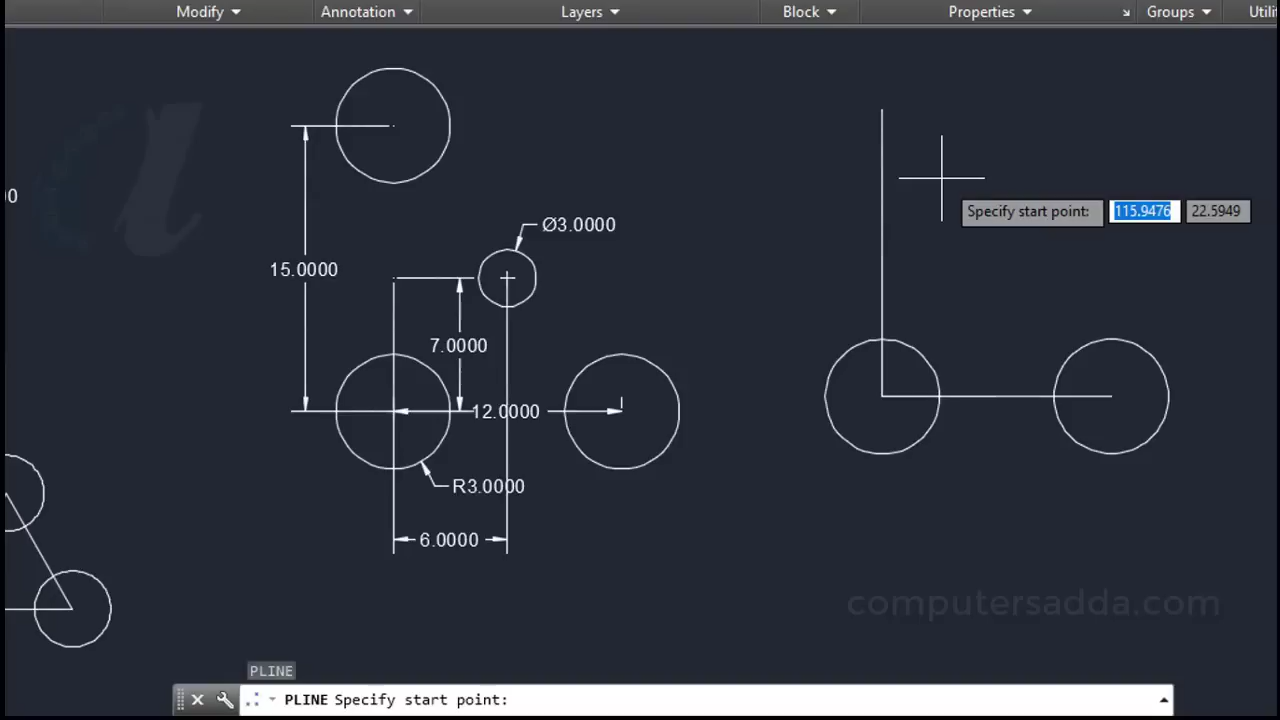 Modify Annotation Layers Block Properties Groups Utili
00
Ø3.0000
Specify start point: 115.9476 22.5949
15.0000
7.0000
12.0000
R3.0000
6.0000
computersadda.com
PLINE
PLINE Specify start point: